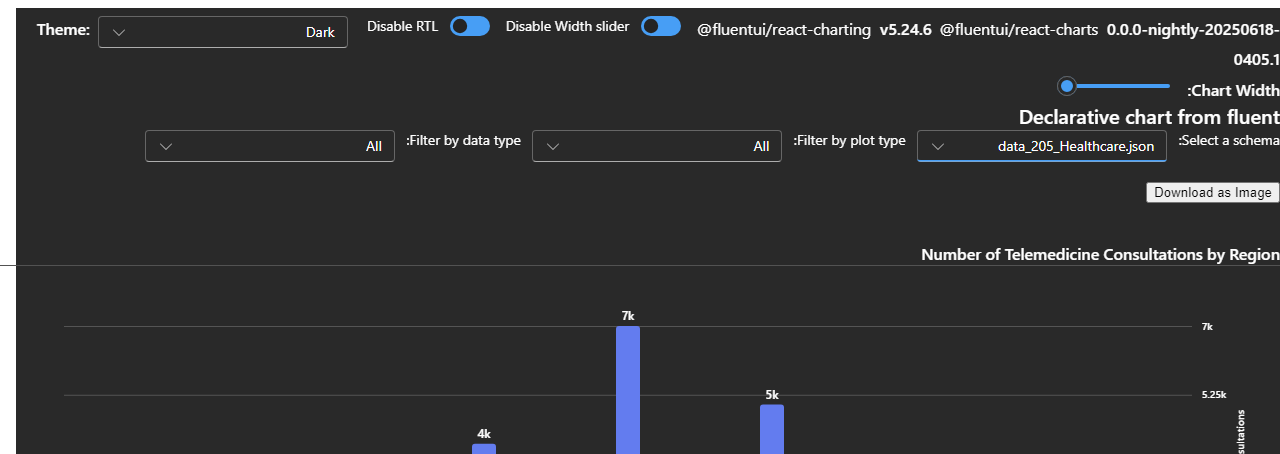 Theme: Dark Disable RTL Disable Width slider @fluentui/react-charting v5.24.6 @fluentui/react-charts 0.0.0-nightly-20250618-
0405.1
:Chart Width
Declarative chart from fluent
All :Filter by data type All :Filter by plot type data_205_Healthcare.json :Select a schema
Download as Image
Number of Telemedicine Consultations by Region
7k
7k
5.25k
5k
4k